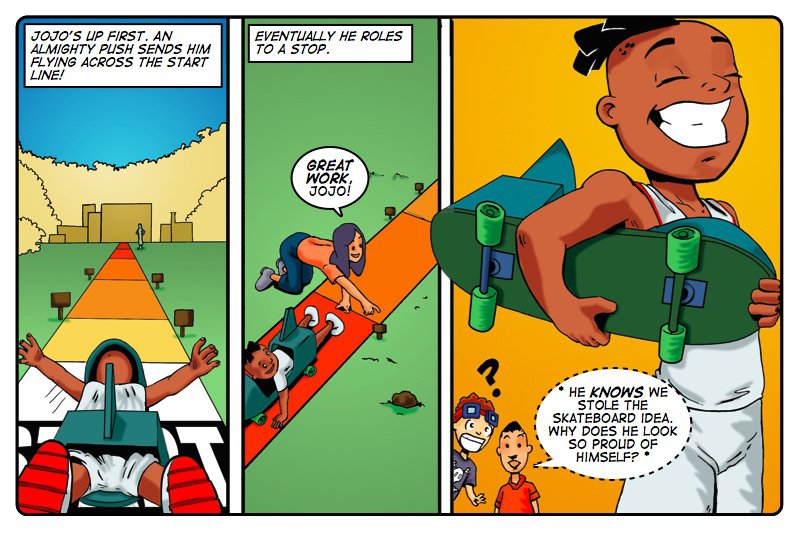 JOJO'S UP FIRST. AN
ALMIGHTY PUSH SENDS HIM
FLYING ACROSS THE START
LINE!
START
EVENTUALLY HE ROLES
TO A STOP.
GREAT
WORK,
JOJO!
?
* HE KNOWS WE
STOLE THE
SKATEBOARD IDEA.
WHY DOES HE LOOK
SO PROUD OF
HIMSELF? *